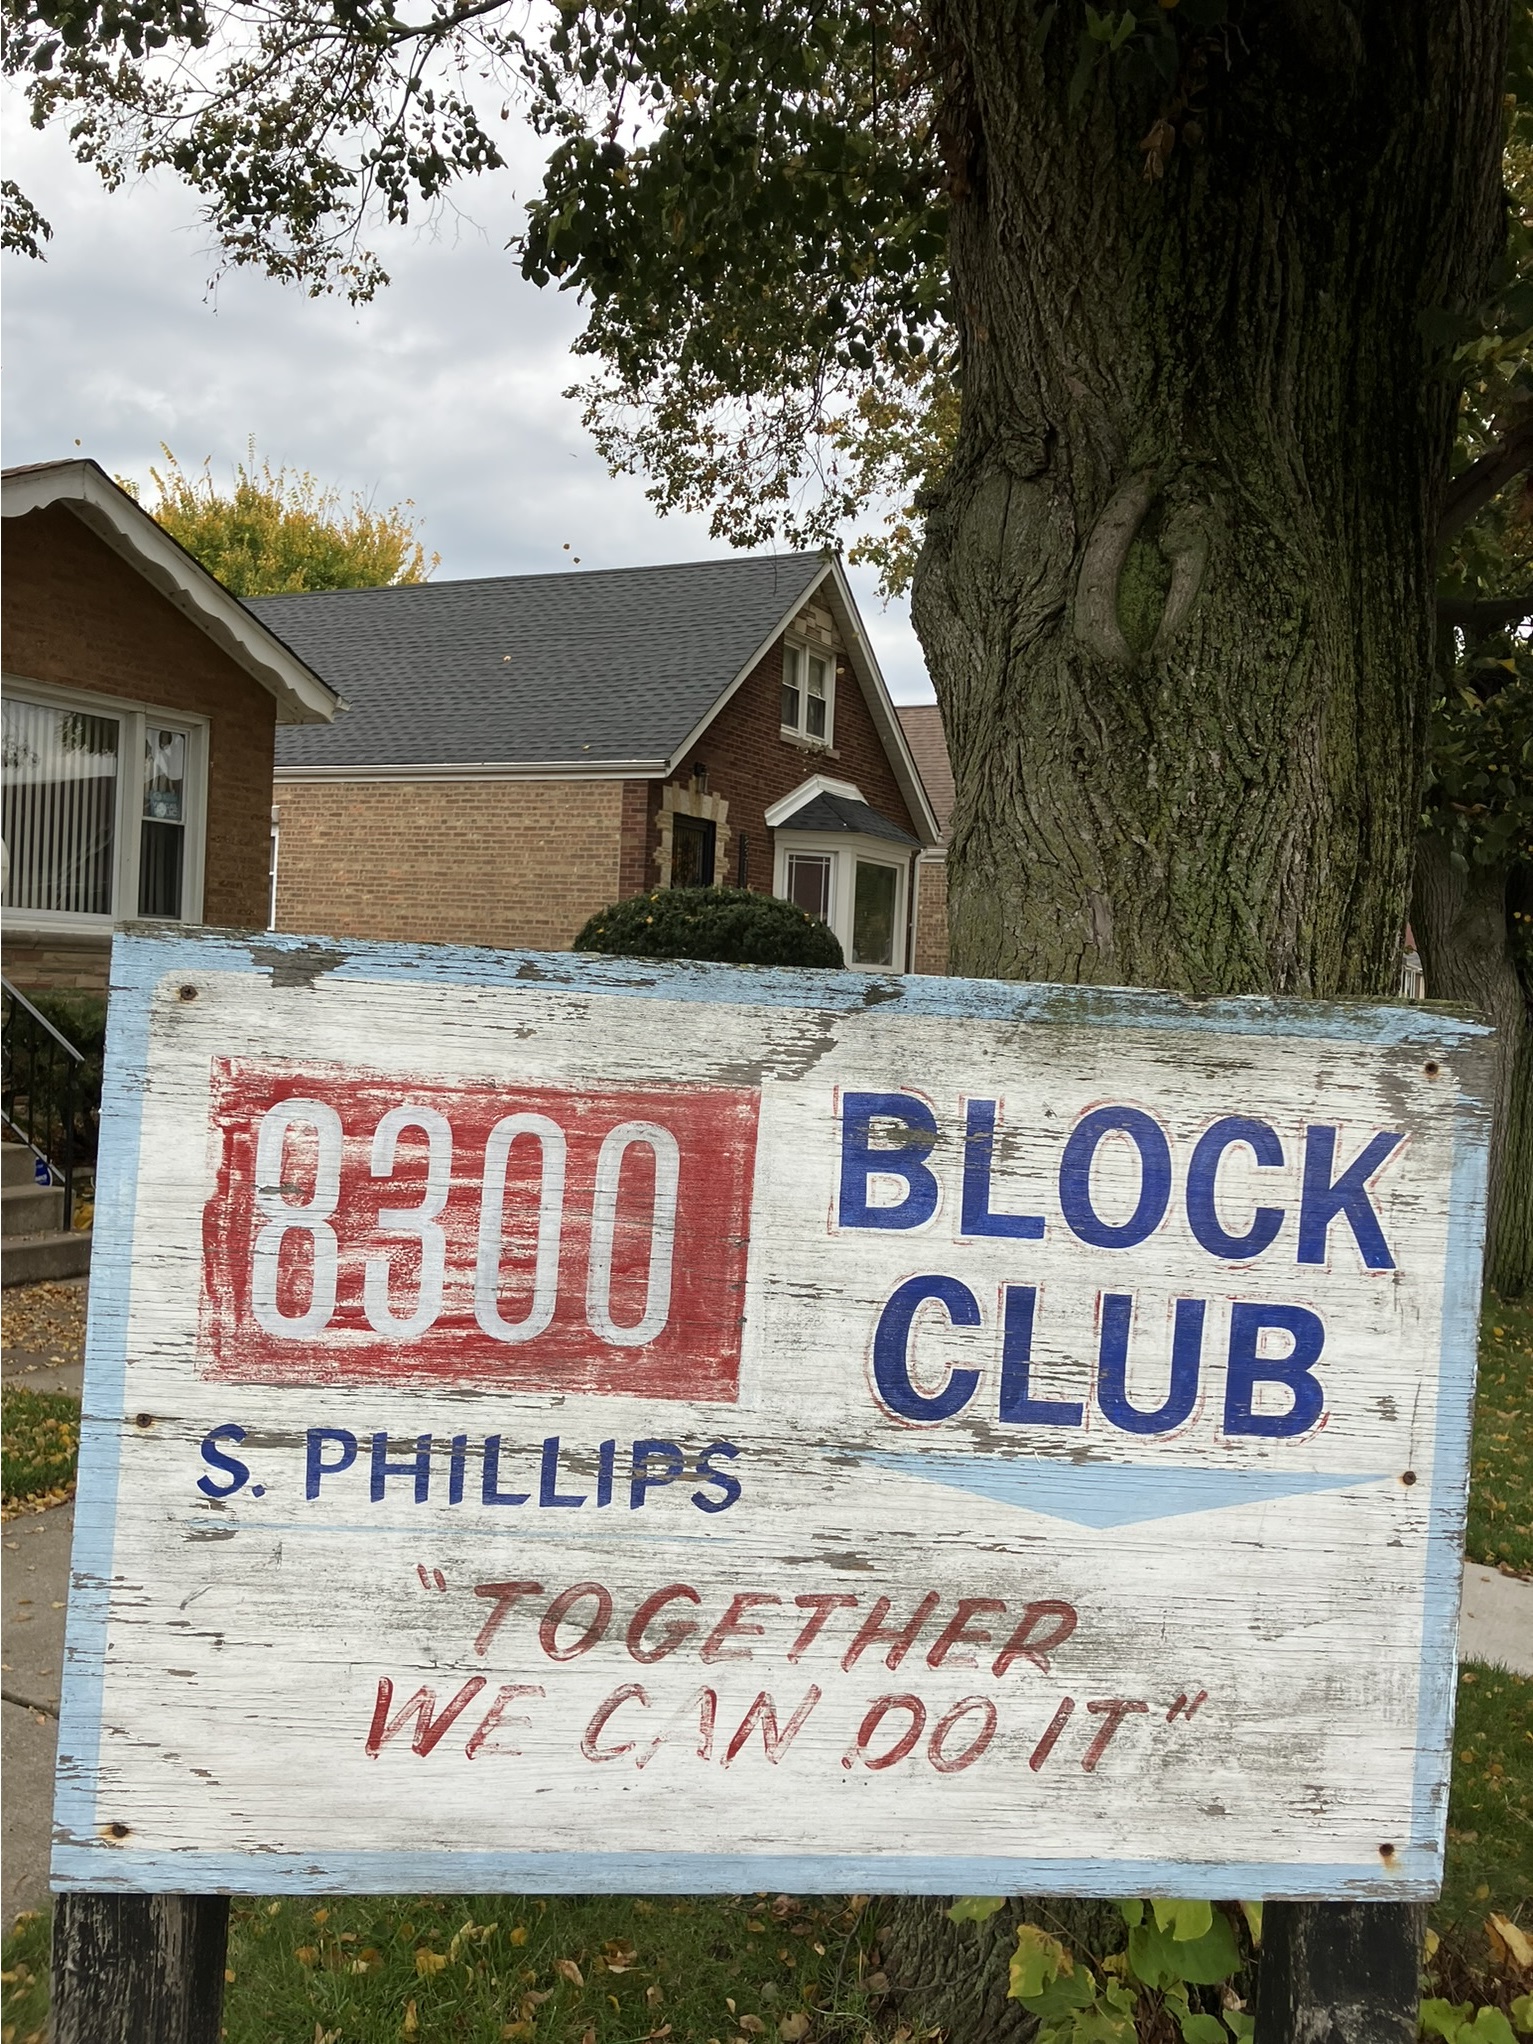 8300
S. PHILLIPS
BLOCK
CLUB
"TOGETHER
WE CAN DO IT"